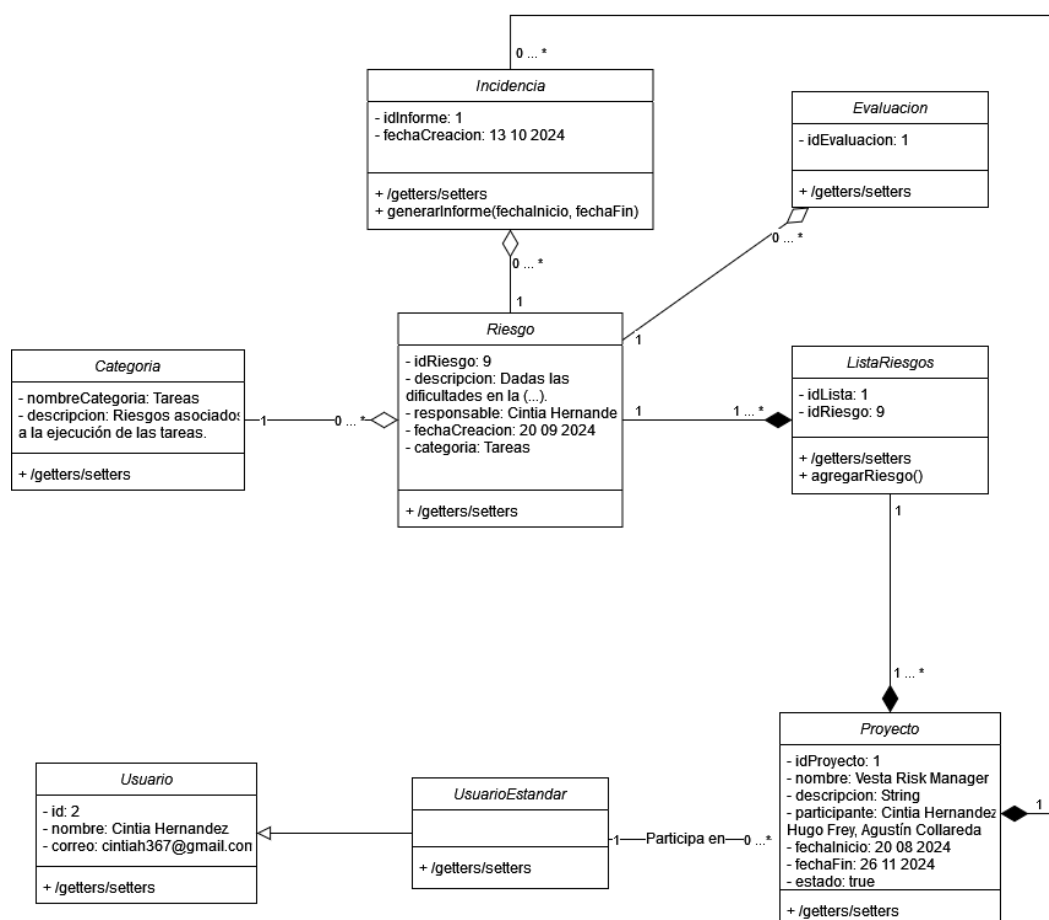 0 ... *
Incidencia
- idInforme: 1
- fechaCreacion: 13 10 2024
+ /getters/setters
+ generarInforme(fechaInicio, fechaFin)
0 ... *
1
Evaluacion
- idEvaluacion: 1
+ /getters/setters
0 ... *
1
Riesgo
- idRiesgo: 9
- descripcion: Dadas las
dificultades en la (...).
- responsable: Cintia Hernande
- fechaCreacion: 20 09 2024
- categoria: Tareas
+ /getters/setters
Categoria
- nombreCategoria: Tareas
- descripcion: Riesgos asociados
a la ejecución de las tareas.
+ /getters/setters
1
0 ... *
1
1 ... *
ListaRiesgos
- idLista: 1
- idRiesgo: 9
+ /getters/setters
+ agregarRiesgo()
1
1 ... *
Proyecto
- idProyecto: 1
- nombre: Vesta Risk Manager
- descripcion: String
- participante: Cintia Hernandez
Hugo Frey, Agustín Collareda
- fechaInicio: 20 08 2024
- fechaFin: 26 11 2024
- estado: true
+ /getters/setters
1
Usuario
- id: 2
- nombre: Cintia Hernandez
- correo: cintiah367@gmail.con
+ /getters/setters
UsuarioEstandar
+ /getters/setters
1
Participa en
0 ... *